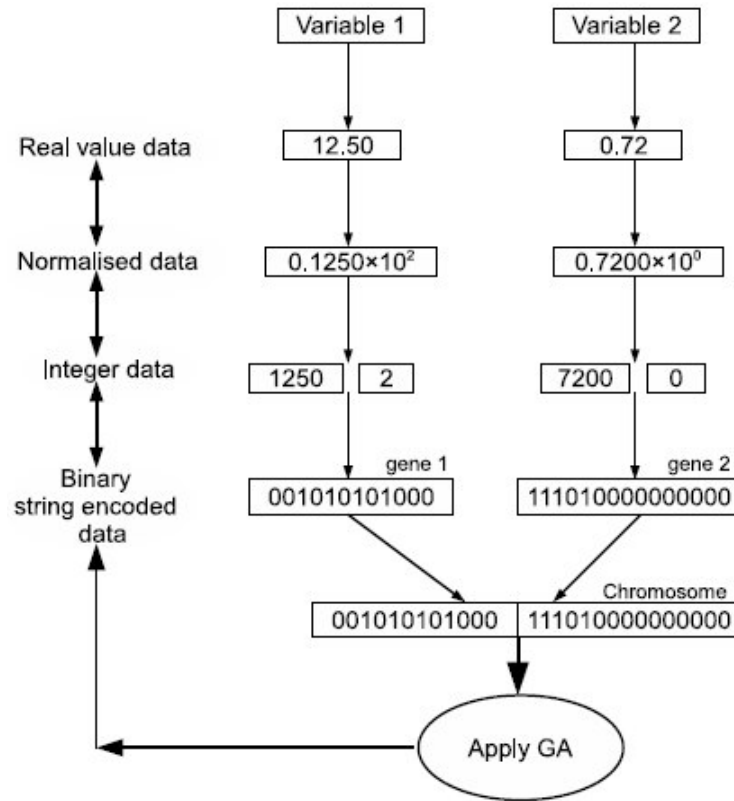 Variable 1
Variable 2
Real value data
12.50
0.72
Normalised data
0.1250×10²
0.7200×10⁰
Integer data
1250
2
7200
0
gene 1
gene 2
Binary
string encoded
data
001010101000
111010000000000
Chromosome
001010101000
111010000000000
Apply GA